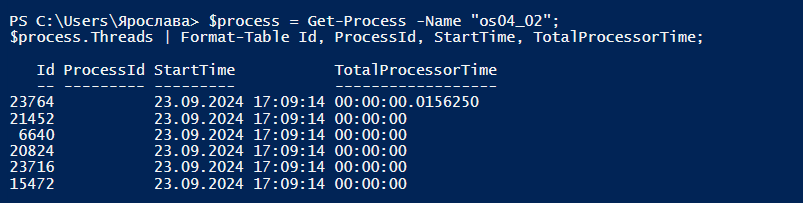 PS C:\Users\Ярослава> $process = Get-Process -Name "os04_02";
$process.Threads | Format-Table Id, ProcessId, StartTime, TotalProcessorTime;
Id ProcessId StartTime TotalProcessorTime
-- --------- --------- ------------------
23764 23.09.2024 17:09:14 00:00:00.0156250
21452 23.09.2024 17:09:14 00:00:00
6640 23.09.2024 17:09:14 00:00:00
20824 23.09.2024 17:09:14 00:00:00
23716 23.09.2024 17:09:14 00:00:00
15472 23.09.2024 17:09:14 00:00:00